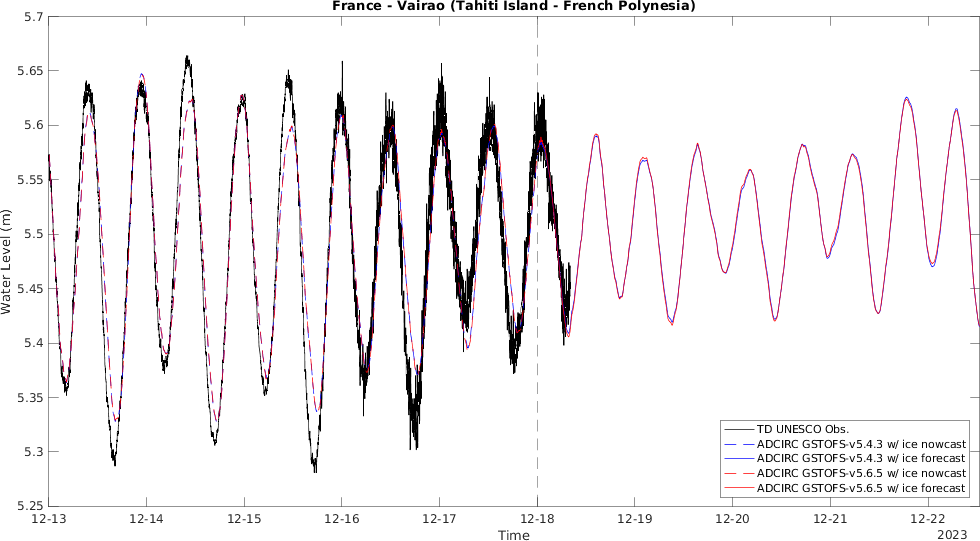 France - Vairao (Tahiti Island - French Polynesia)
5.7
5.65
5.6
5.55
5.5
5.45
5.4
5.35
5.3
5.25
Water Level (m)
TD UNESCO Obs.
ADCIRC GSTOFS-v5.4.3 w/ ice nowcast
ADCIRC GSTOFS-v5.4.3 w/ ice forecast
ADCIRC GSTOFS-v5.6.5 w/ ice nowcast
ADCIRC GSTOFS-v5.6.5 w/ ice forecast
12-13 12-14 12-15 12-16 12-17 12-18 12-19 12-20 12-21 12-22
Time
2023